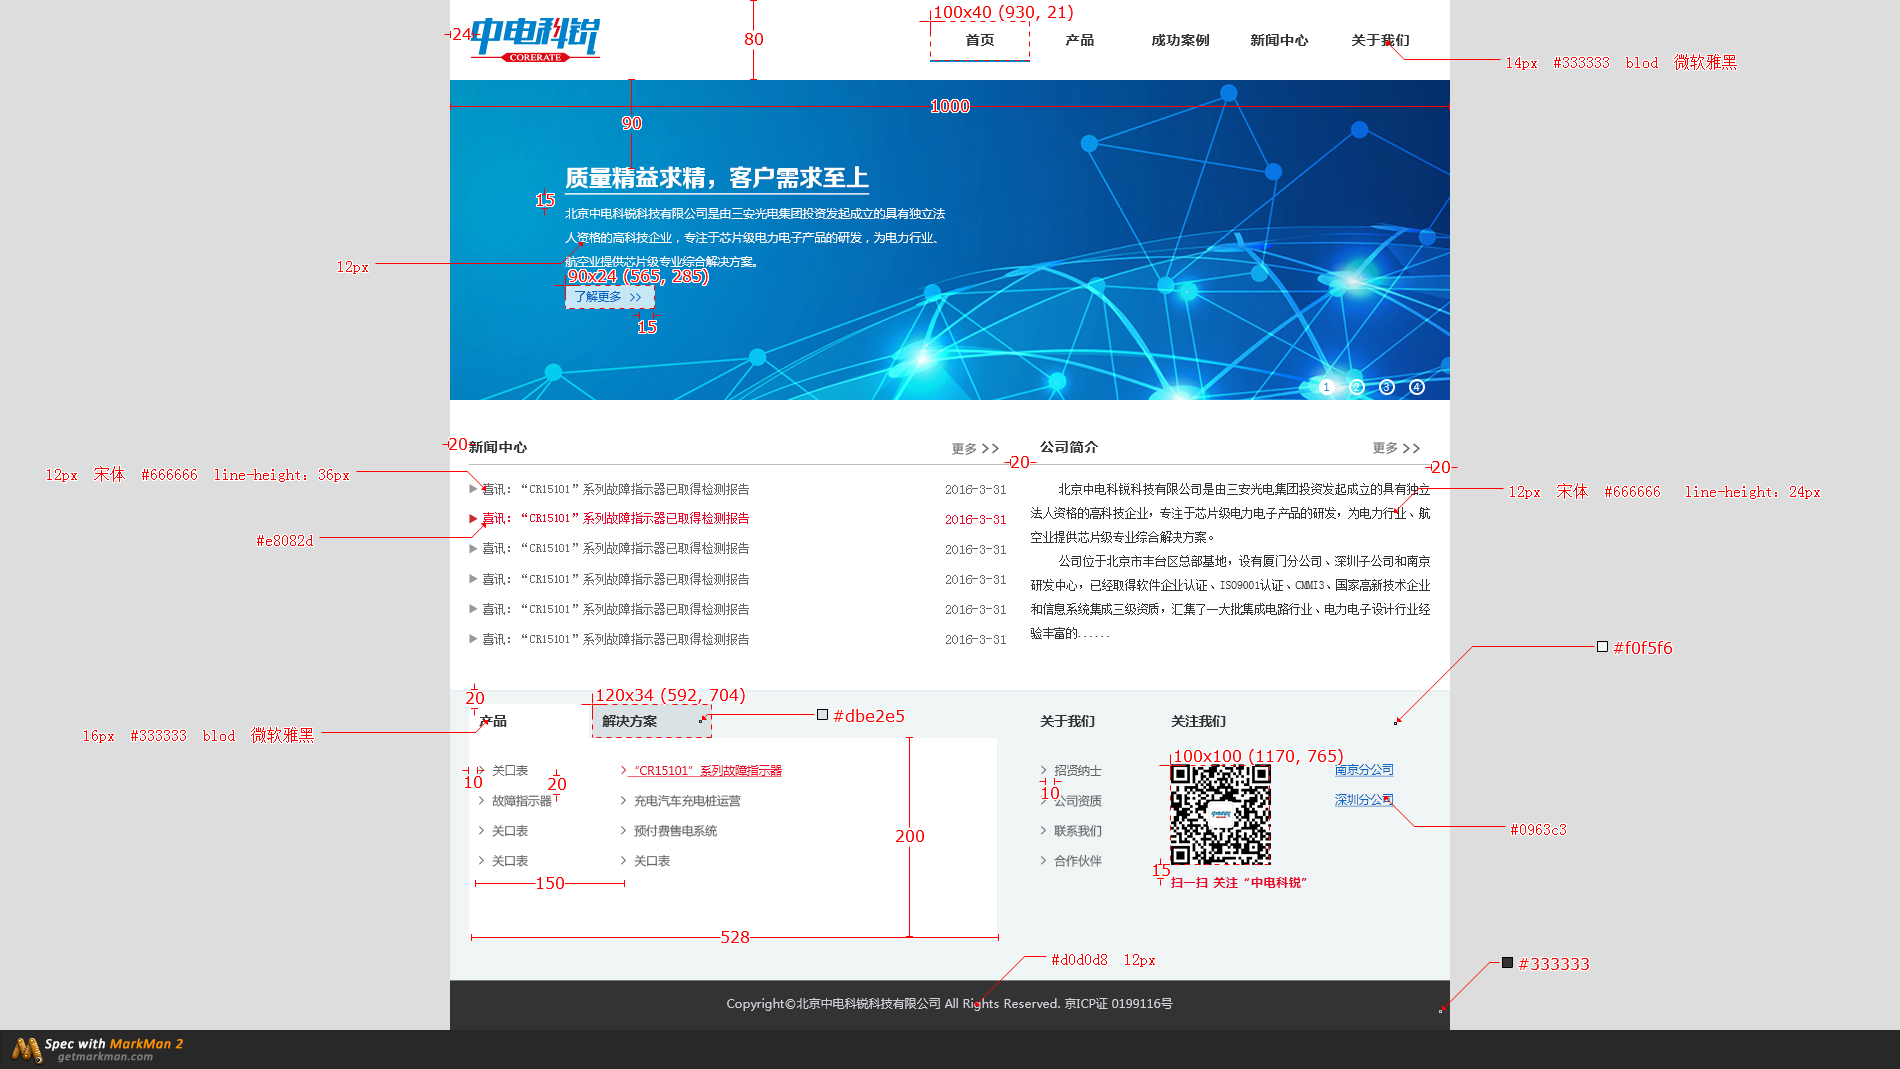 100x40 (930, 21)
24
中电科锐
CORERATE
80
首页 产品 成功案例 新闻中心 关于我们
14px #333333 blod 微软雅黑
1000
90
质量精益求精，客户需求至上
15
北京中电科锐科技有限公司是由三安光电集团投资发起成立的具有独立法
人资格的高科技企业，专注于芯片级电力电子产品的研发，为电力行业、
航空业提供芯片级专业综合解决方案。
12px
90x24 (565, 285)
了解更多 >>
15
1 2 3 4
20
新闻中心 更多 >>
20
公司简介 更多 >>
20
12px 宋体 #666666 line-height: 36px
喜讯：“CR15101”系列故障指示器已取得检测报告 2016-3-31
喜讯：“CR15101”系列故障指示器已取得检测报告 2016-3-31
#e8082d
喜讯：“CR15101”系列故障指示器已取得检测报告 2016-3-31
喜讯：“CR15101”系列故障指示器已取得检测报告 2016-3-31
喜讯：“CR15101”系列故障指示器已取得检测报告 2016-3-31
喜讯：“CR15101”系列故障指示器已取得检测报告 2016-3-31
12px 宋体 #666666 line-height: 24px
北京中电科锐科技有限公司是由三安光电集团投资发起成立的具有独立
法人资格的高科技企业，专注于芯片级电力电子产品的研发，为电力行业、航
空业提供芯片级专业综合解决方案。
公司位于北京市丰台区总部基地，设有厦门分公司、深圳子公司和南京
研发中心，已经取得软件企业认证、ISO9001认证、CMMI3、国家高新技术企业
和信息系统集成三级资质，汇集了一大批集成电路行业、电力电子设计行业经
验丰富的......
#f0f5f6
20
120x34 (592, 704)
产品 解决方案
#dbe2e5
16px #333333 blod 微软雅黑
10
20
> 关口表
> 故障指示器
> 关口表
> 关口表
> “CR15101”系列故障指示器
> 充电汽车充电桩运营
> 预付费售电系统
> 关口表
150
200
528
关于我们
> 招贤纳士
10
> 公司资质
> 联系我们
> 合作伙伴
关注我们
100x100 (1170, 765)
中电科锐
15
扫一扫 关注“中电科锐”
南京分公司
深圳分公司
#0963c3
#d0d0d8 12px
#333333
Copyright©北京中电科锐科技有限公司 All Rights Reserved. 京ICP证 0199116号
Spec with MarkMan 2
getmarkman.com